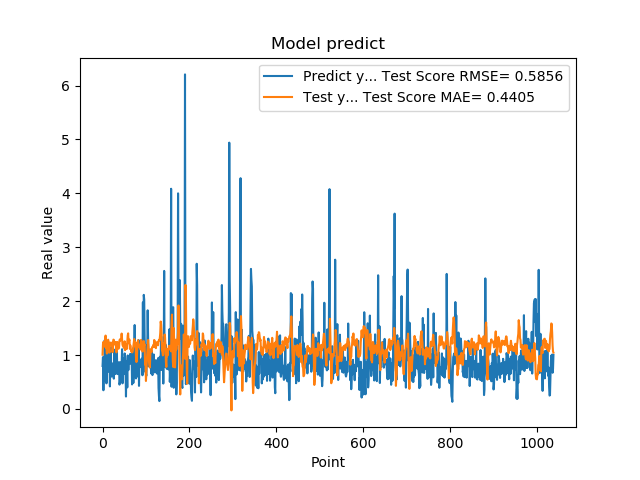 Model predict
Predict y... Test Score RMSE= 0.5856
Test y... Test Score MAE= 0.4405
Real value
6
5
4
3
2
1
0
0 200 400 600 800 1000
Point